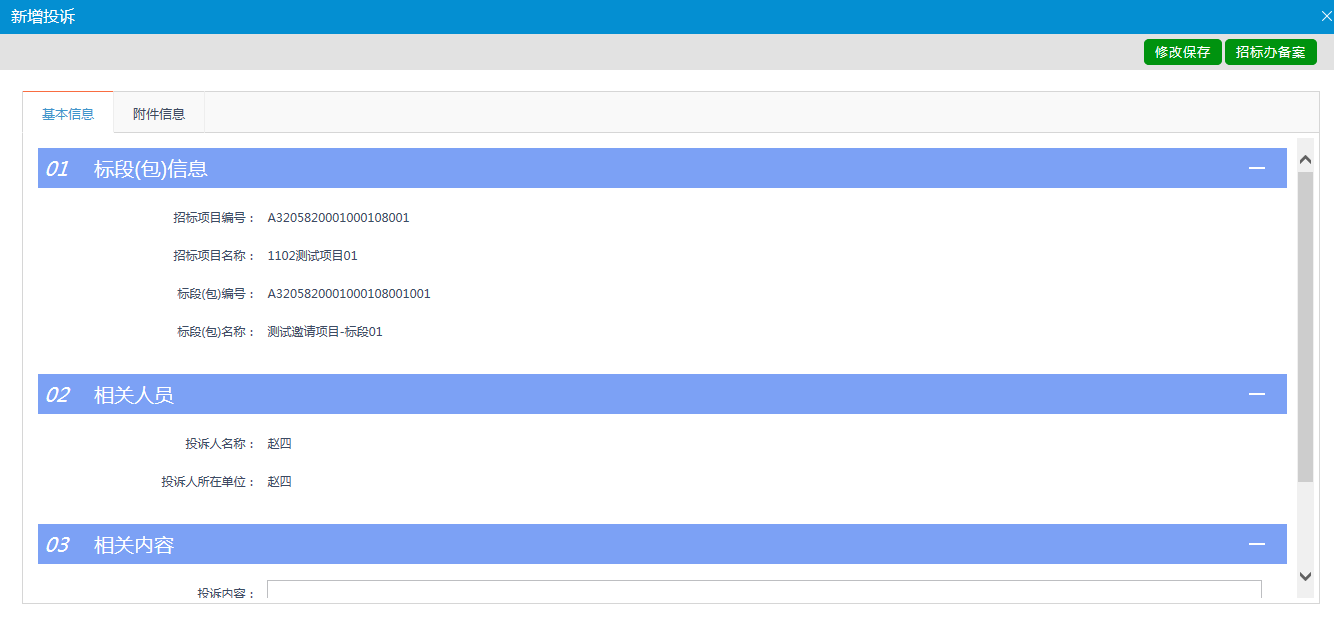 新增投诉
修改保存 招标办备案
基本信息 附件信息
01 标段(包)信息
招标项目编号： A3205820001000108001
招标项目名称： 1102测试项目01
标段(包)编号： A3205820001000108001001
标段(包)名称： 测试邀请项目-标段01
02 相关人员
投诉人名称： 赵四
投诉人所在单位： 赵四
03 相关内容
投诉内容：